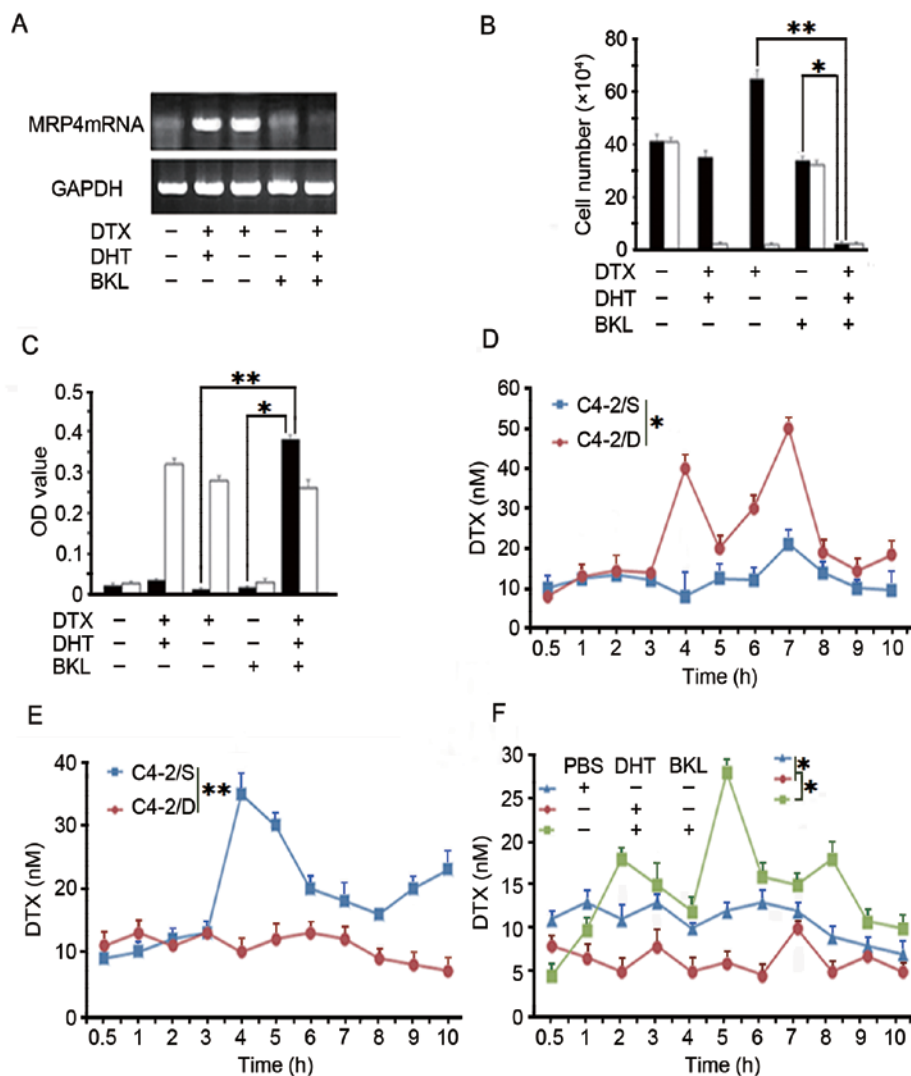 A
MRP4mRNA
GAPDH
DTX − + + − +
DHT − + − − +
BKL − − − + +
B
Cell number (×10⁴)
80
60
40
20
0
**
*
DTX − + + − +
DHT − + − − +
BKL − − − + +
C
OD value
0.5
0.4
0.3
0.2
0.1
0
**
*
DTX − + + − +
DHT − + − − +
BKL − − − + +
D
DTX (nM)
60
50
40
30
20
10
0
C4-2/S
C4-2/D
*
0.5 1 2 3 4 5 6 7 8 9 10
Time (h)
E
DTX (nM)
40
30
20
10
0
C4-2/S
C4-2/D
**
0.5 1 2 3 4 5 6 7 8 9 10
Time (h)
F
DTX (nM)
30
25
20
15
10
5
0
PBS DHT BKL
+ − −
− + −
− + +
*
*
0.5 1 2 3 4 5 6 7 8 9 10
Time (h)